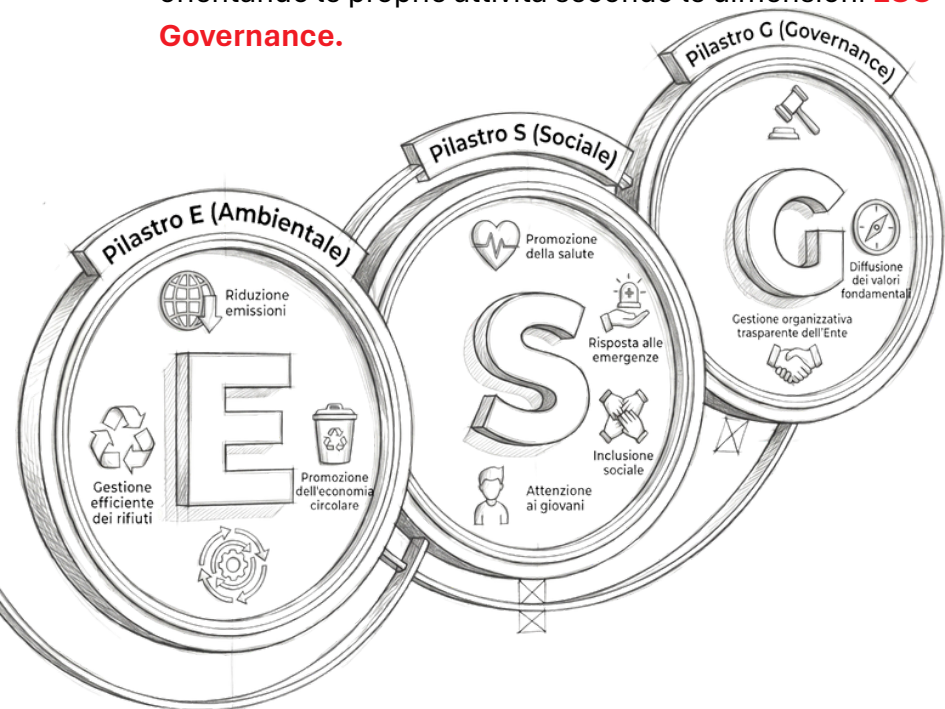 Governance.
Pilastro G (Governance)
Pilastro S (Sociale)
Pilastro E (Ambientale)
G
Diffusione
dei valori
fondamentali
Gestione organizzativa
trasparente dell'Ente
Promozione
della salute
S
Risposta alle
emergenze
Inclusione
sociale
Attenzione
ai giovani
Riduzione
emissioni
E
Gestione
efficiente
dei rifiuti
Promozione
dell'economia
circolare